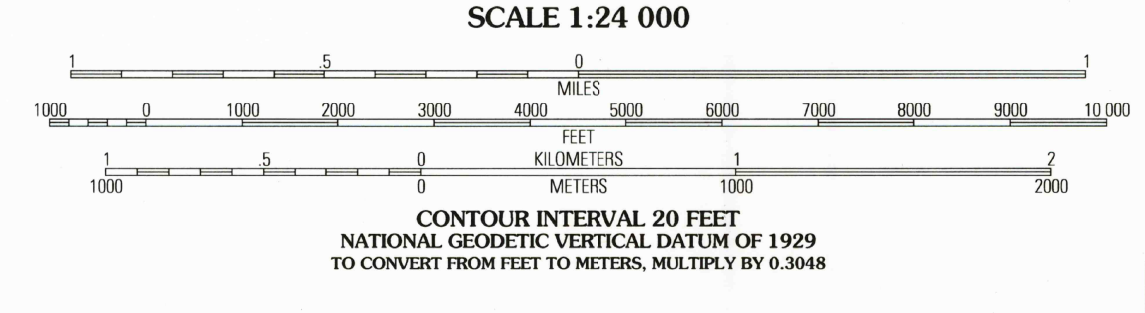 SCALE 1:24 000
1 .5 0 1
MILES
1000 0 1000 2000 3000 4000 5000 6000 7000 8000 9000 10 000
FEET
1 .5 0 KILOMETERS 1 2
1000 0 METERS 1000 2000
CONTOUR INTERVAL 20 FEET
NATIONAL GEODETIC VERTICAL DATUM OF 1929
TO CONVERT FROM FEET TO METERS, MULTIPLY BY 0.3048